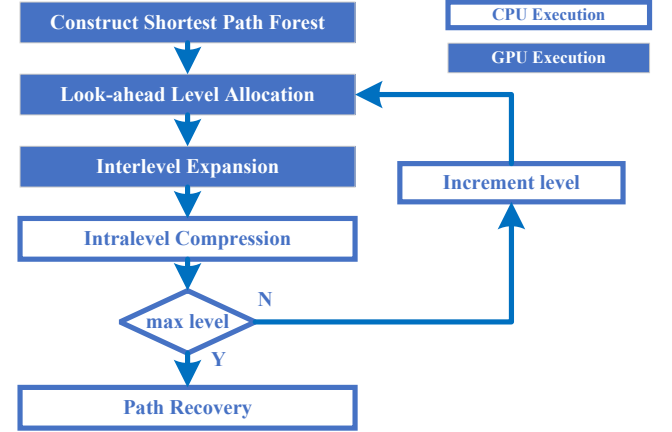 Construct Shortest Path Forest
CPU Execution
GPU Execution
Look-ahead Level Allocation
Interlevel Expansion
Increment level
Intralevel Compression
N
max level
Y
Path Recovery